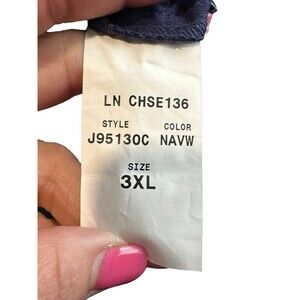 LN CHSE136
STYLE COLOR
J95130C NAVW
SIZE
3XL